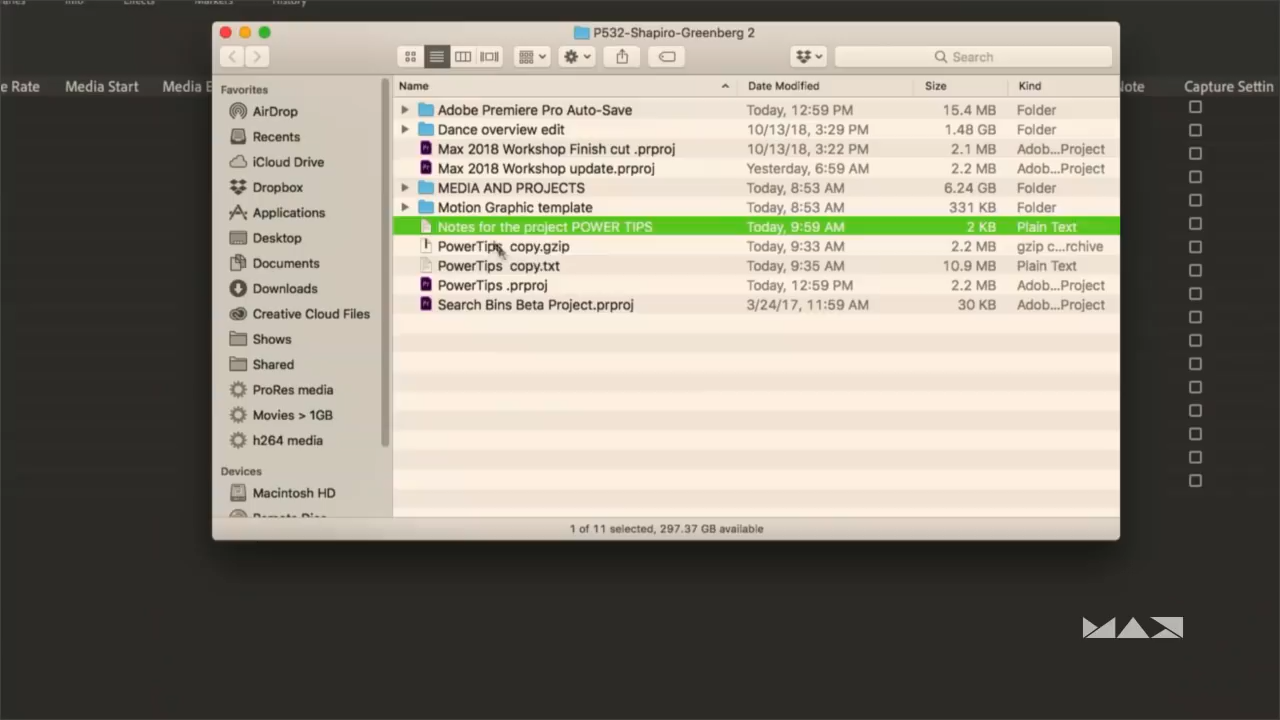 Info
Effects
Markers
History
P532-Shapiro-Greenberg 2
Search
e Rate Media Start Media E
Note Capture Settin
Favorites
AirDrop
Recents
iCloud Drive
Dropbox
Applications
Desktop
Documents
Downloads
Creative Cloud Files
Shows
Shared
ProRes media
Movies > 1GB
h264 media
Devices
Macintosh HD
Name Date Modified Size Kind
Adobe Premiere Pro Auto-Save Today, 12:59 PM 15.4 MB Folder
Dance overview edit 10/13/18, 3:29 PM 1.48 GB Folder
Max 2018 Workshop Finish cut .prproj 10/13/18, 3:22 PM 2.1 MB Adob...Project
Max 2018 Workshop update.prproj Yesterday, 6:59 AM 2.2 MB Adob...Project
MEDIA AND PROJECTS Today, 8:53 AM 6.24 GB Folder
Motion Graphic template Today, 8:53 AM 331 KB Folder
Notes for the project POWER TIPS Today, 9:59 AM 2 KB Plain Text
PowerTips copy.gzip Today, 9:33 AM 2.2 MB gzip c...rchive
PowerTips copy.txt Today, 9:35 AM 10.9 MB Plain Text
PowerTips .prproj Today, 12:59 PM 2.2 MB Adob...Project
Search Bins Beta Project.prproj 3/24/17, 11:59 AM 30 KB Adob...Project
1 of 11 selected, 297.37 GB available
MAX